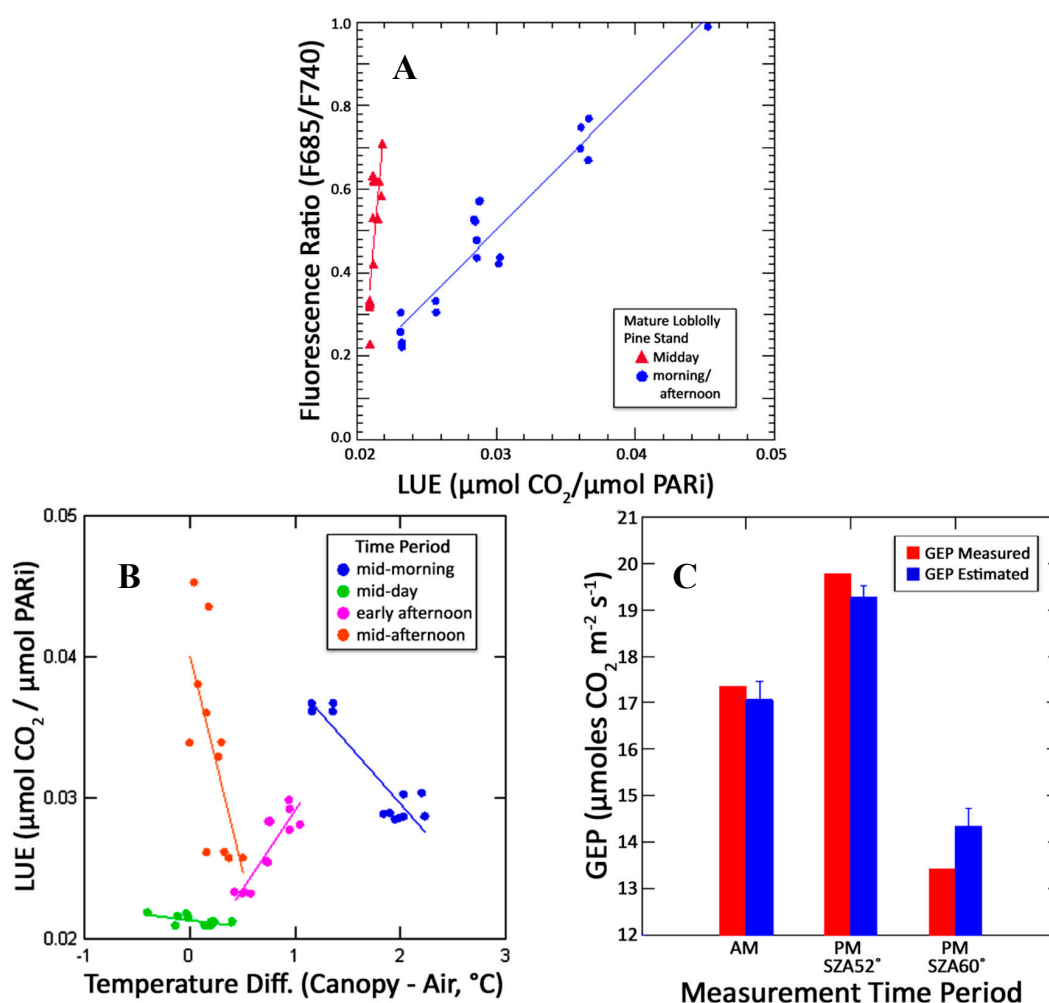 A
Fluorescence Ratio (F685/F740)
1.0
0.8
0.6
0.4
0.2
0.0
0.02 0.03 0.04 0.05
LUE (µmol CO₂/µmol PARi)
Mature Loblolly
Pine Stand
Midday
morning/
afternoon
B
LUE (µmol CO₂ / µmol PARi)
0.05
0.04
0.03
0.02
-1 0 1 2 3
Temperature Diff. (Canopy - Air, °C)
Time Period
mid-morning
mid-day
early afternoon
mid-afternoon
C
GEP (µmoles CO₂ m⁻² s⁻¹)
21
20
19
18
17
16
15
14
13
12
GEP Measured
GEP Estimated
AM PM PM
SZA52° SZA60°
Measurement Time Period